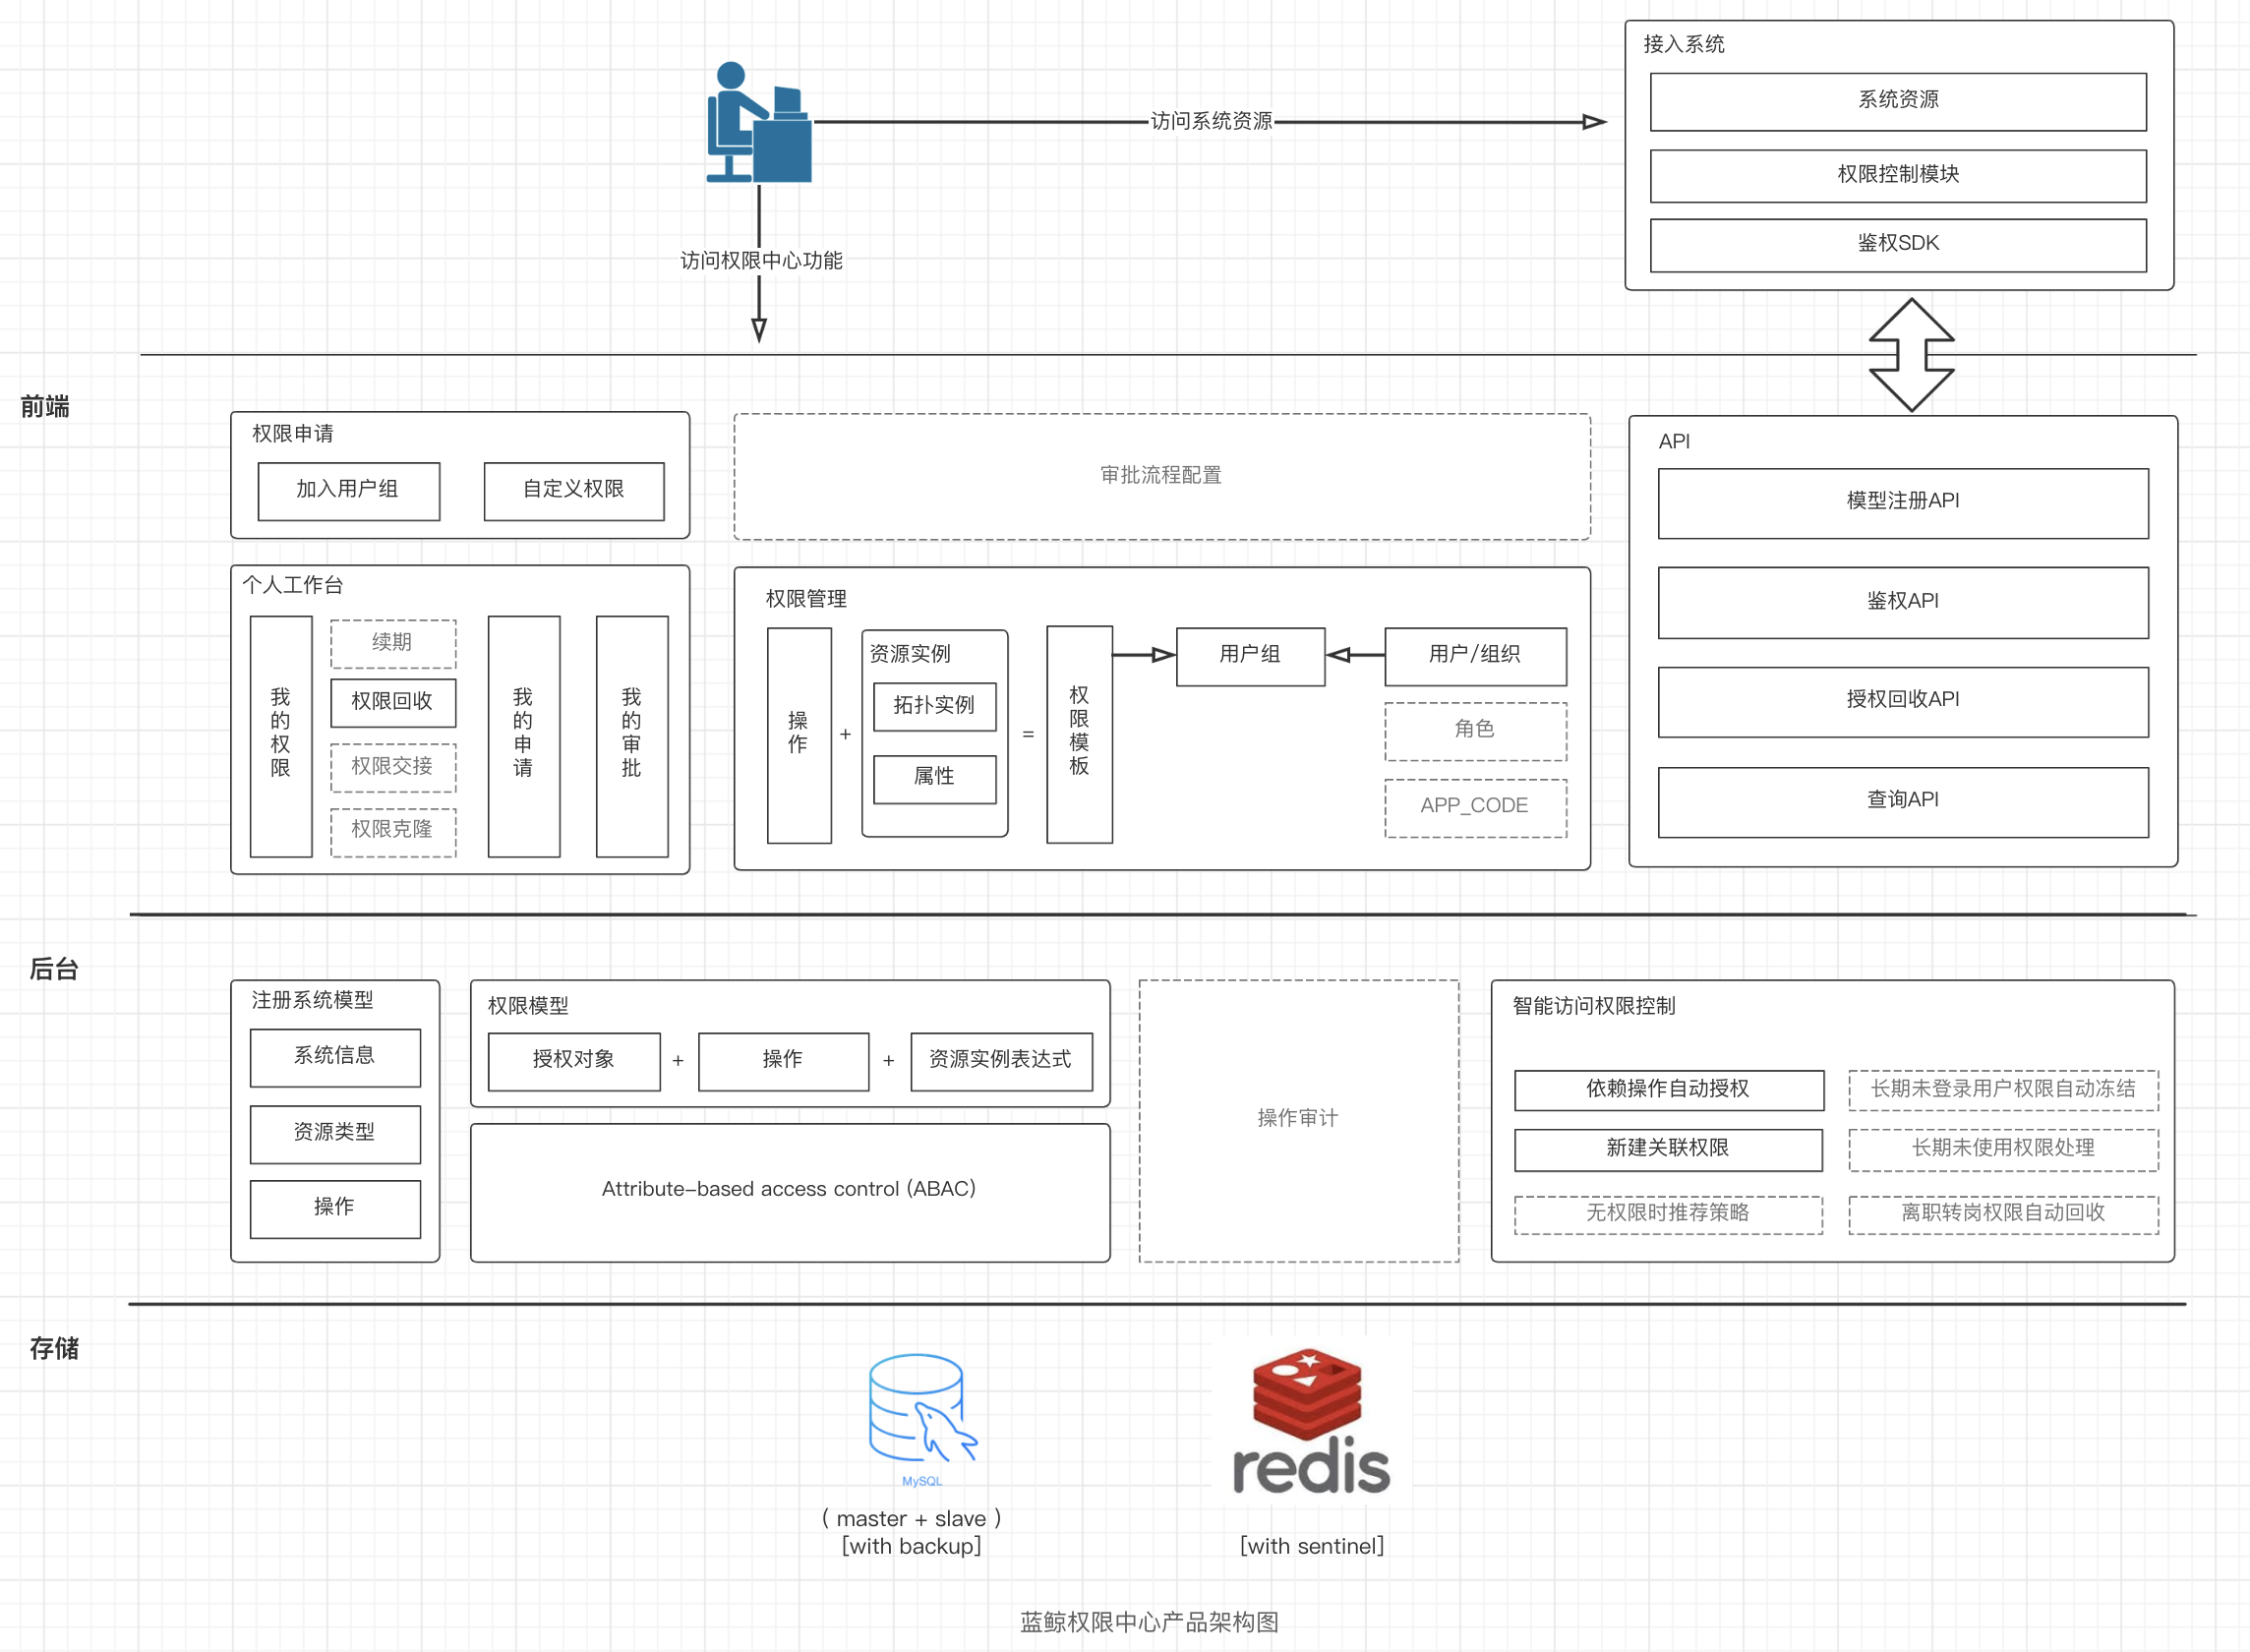 接入系统
系统资源
访问系统资源
权限控制模块
鉴权SDK
访问权限中心功能
前端
权限申请
加入用户组
自定义权限
审批流程配置
API
模型注册API
鉴权API
授权回收API
查询API
个人工作台
我的权限
续期
权限回收
权限交接
权限克隆
我的申请
我的审批
权限管理
操作
+
资源实例
拓扑实例
属性
=
权限模板
用户组
用户/组织
角色
APP_CODE
后台
注册系统模型
系统信息
资源类型
操作
权限模型
授权对象
+
操作
+
资源实例表达式
Attribute-based access control (ABAC)
操作审计
智能访问权限控制
依赖操作自动授权
长期未登录用户权限自动冻结
新建关联权限
长期未使用权限处理
无权限时推荐策略
离职转岗权限自动回收
存储
MySQL
( master + slave )
[with backup]
redis
[with sentinel]
蓝鲸权限中心产品架构图